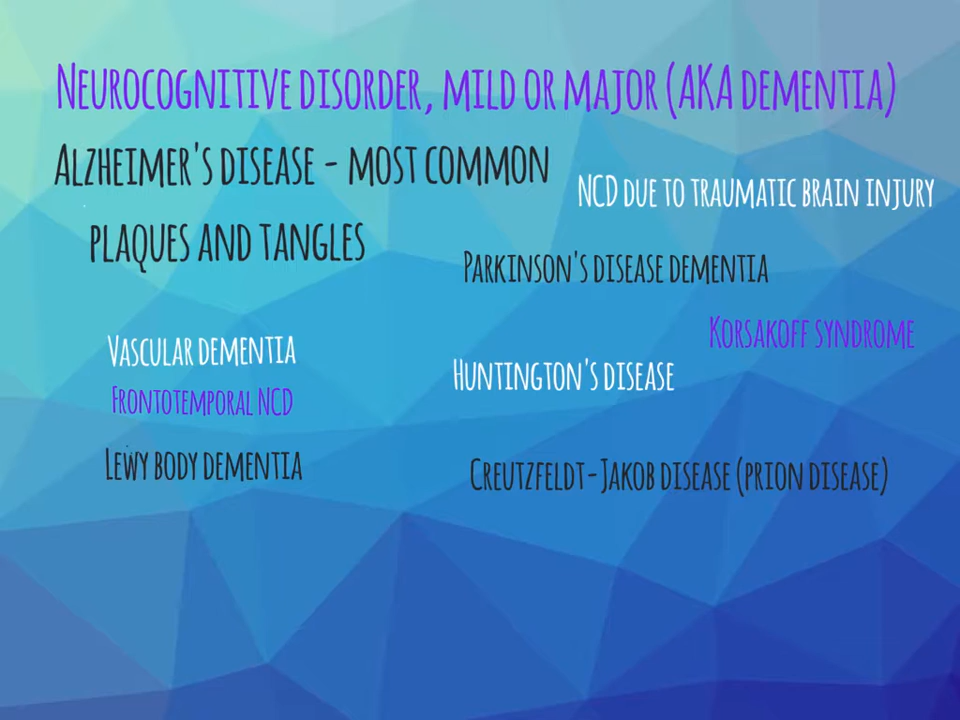 Neurocognitive disorder, mild or major (AKA dementia)
Alzheimer's disease - most common
NCD due to traumatic brain injury
plaques and tangles
Parkinson's disease dementia
Korsakoff syndrome
Vascular dementia
Huntington's disease
Frontotemporal NCD
Lewy body dementia
Creutzfeldt-Jakob disease (prion disease)